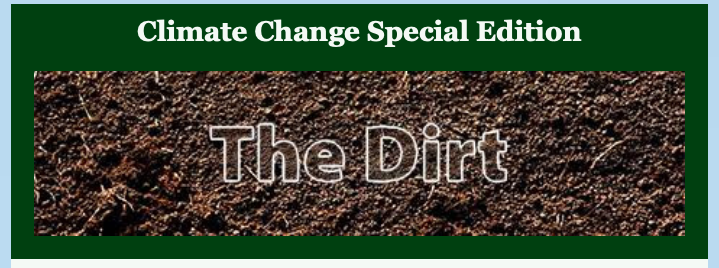 Climate Change Special Edition
The Dirt